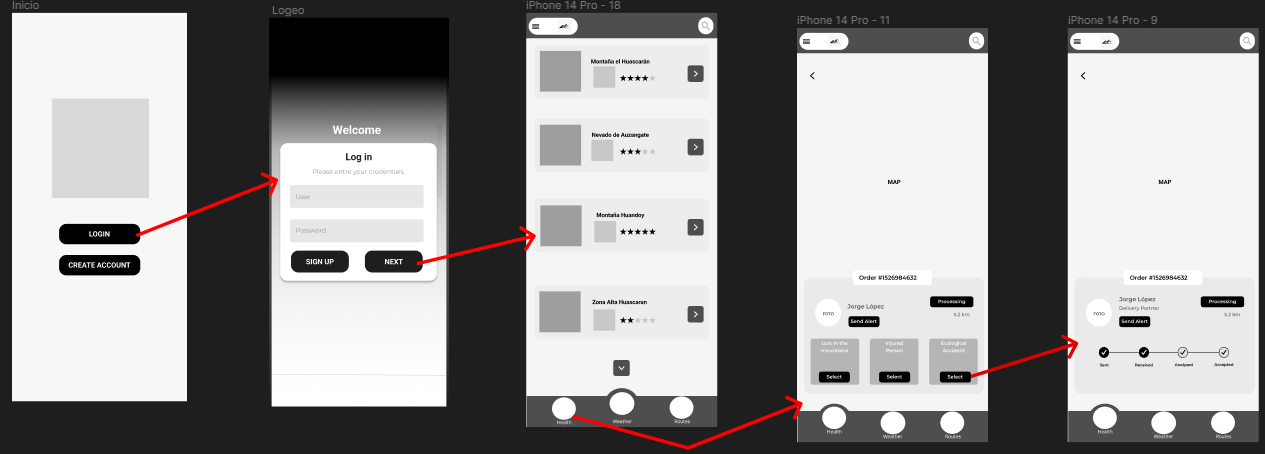 Inicio
LOGIN
CREATE ACCOUNT
Logeo
Welcome
Log in
Please entre your credentials
User
Password
SIGN UP
NEXT
iPhone 14 Pro - 18
Montaña el Huascarán
Nevado de Auzangate
Montaña Huandoy
Zona Alta Huascaran
Health
Weather
Routes
iPhone 14 Pro - 11
MAP
Order #1526984632
Jorge López
Processing
5.2 km
FOTO
Send Alert
Lost in the
mountains
Injured
Person
Ecological
Accident
Select
Select
Select
Health
Weather
Routes
iPhone 14 Pro - 9
MAP
Order #1526984632
Jorge López
Processing
Delivery Partner
5.2 km
FOTO
Send Alert
Sent
Received
Analyzed
Accepted
Health
Weather
Routes